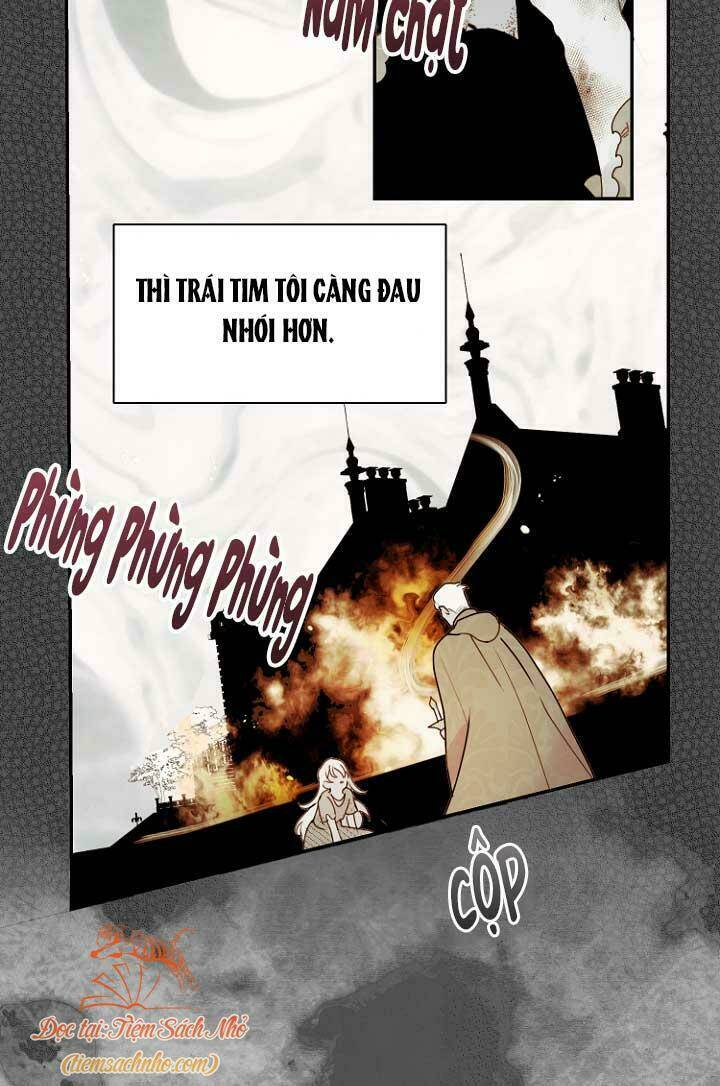 NẮM CHẶT
THÌ TRÁI TIM TÔI CÀNG ĐAU
NHÓI HƠN.
PHỪNG PHỪNG PHỪNG
CỘP
Đọc tại: Tiệm Sách Nhỏ
(tiemsachnho.com)